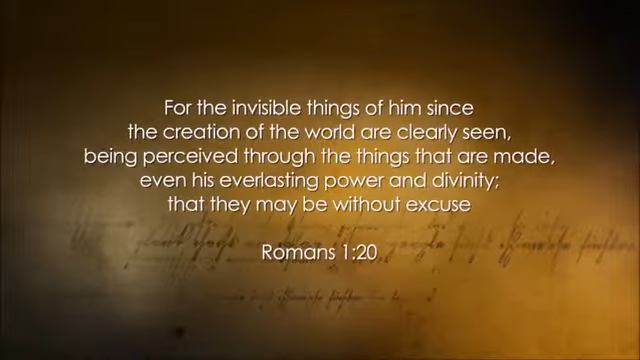 For the invisible things of him since
the creation of the world are clearly seen,
being perceived through the things that are made,
even his everlasting power and divinity;
that they may be without excuse
Romans 1:20